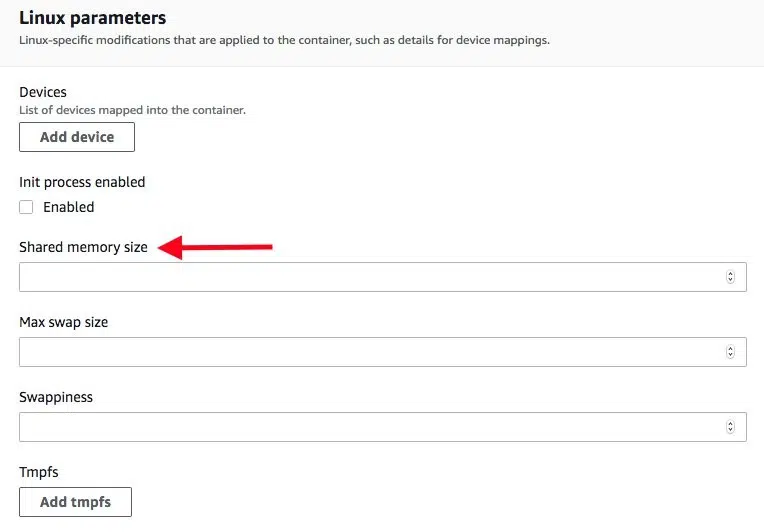 Linux parameters
Linux-specific modifications that are applied to the container, such as details for device mappings.
Devices
List of devices mapped into the container.
Add device
Init process enabled
Enabled
Shared memory size
Max swap size
Swappiness
Tmpfs
Add tmpfs